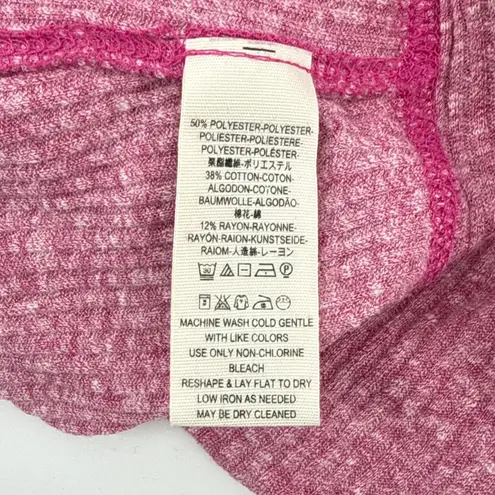 50% POLYESTER-POLYESTER-
POLIESTER-POLIESTERE-
POLYESTER-POLÉSTER-
聚脂纖維-ポリエステル
38% COTTON-COTON-
ALGODON-COTONE-
BAUMWOLLE-ALGODÃO-
棉花-綿
12% RAYON-RAYONNE-
RAYÓN-RAION-KUNSTSEIDE-
RAIOM-人造絲-レーヨン
MACHINE WASH COLD GENTLE
WITH LIKE COLORS
USE ONLY NON-CHLORINE
BLEACH
RESHAPE & LAY FLAT TO DRY
LOW IRON AS NEEDED
MAY BE DRY CLEANED